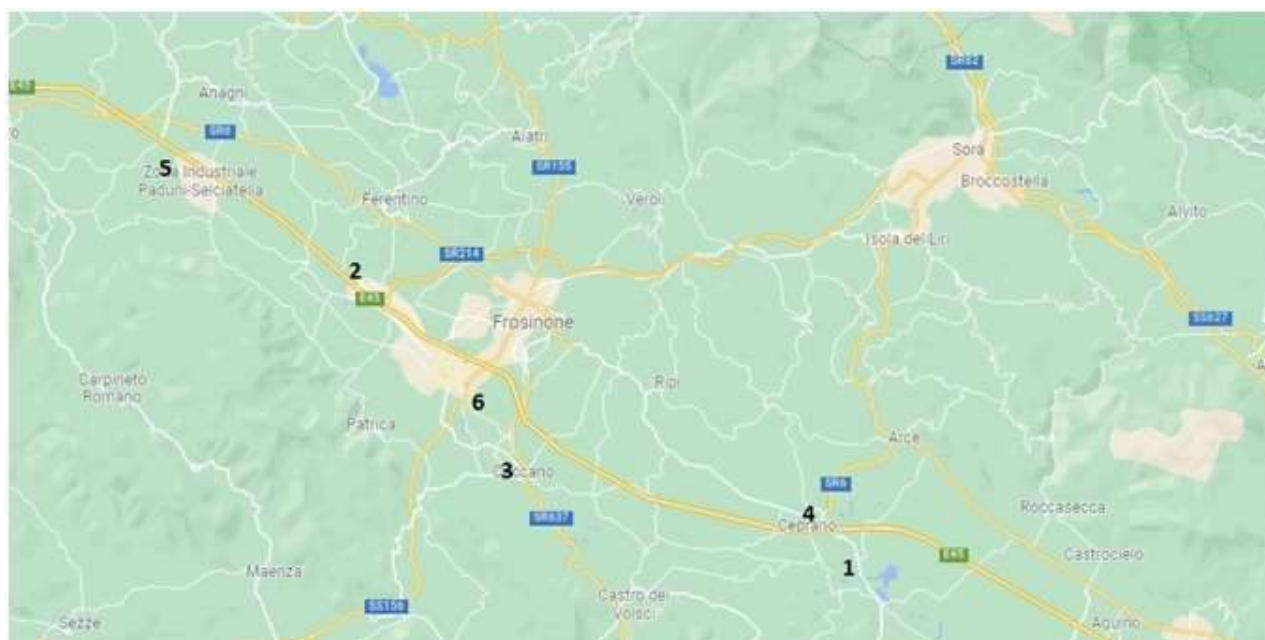 E45
Anagni
SR6
Alatri
SR82
Sora
Broccostella
SR155
5
Zona Industriale
Paduni-Selciatella
Ferentino
Veroli
Alvito
Isola del Liri
SR214
2
E45
Frosinone
SS627
Carpineto
Romano
Ripi
6
Patrica
Arce
3
Ceccano
SR6
Roccasecca
4
Ceprano
SR637
E45
Castrocielo
1
Maenza
Castro dei
Volsci
SS156
Sezze
Aquino